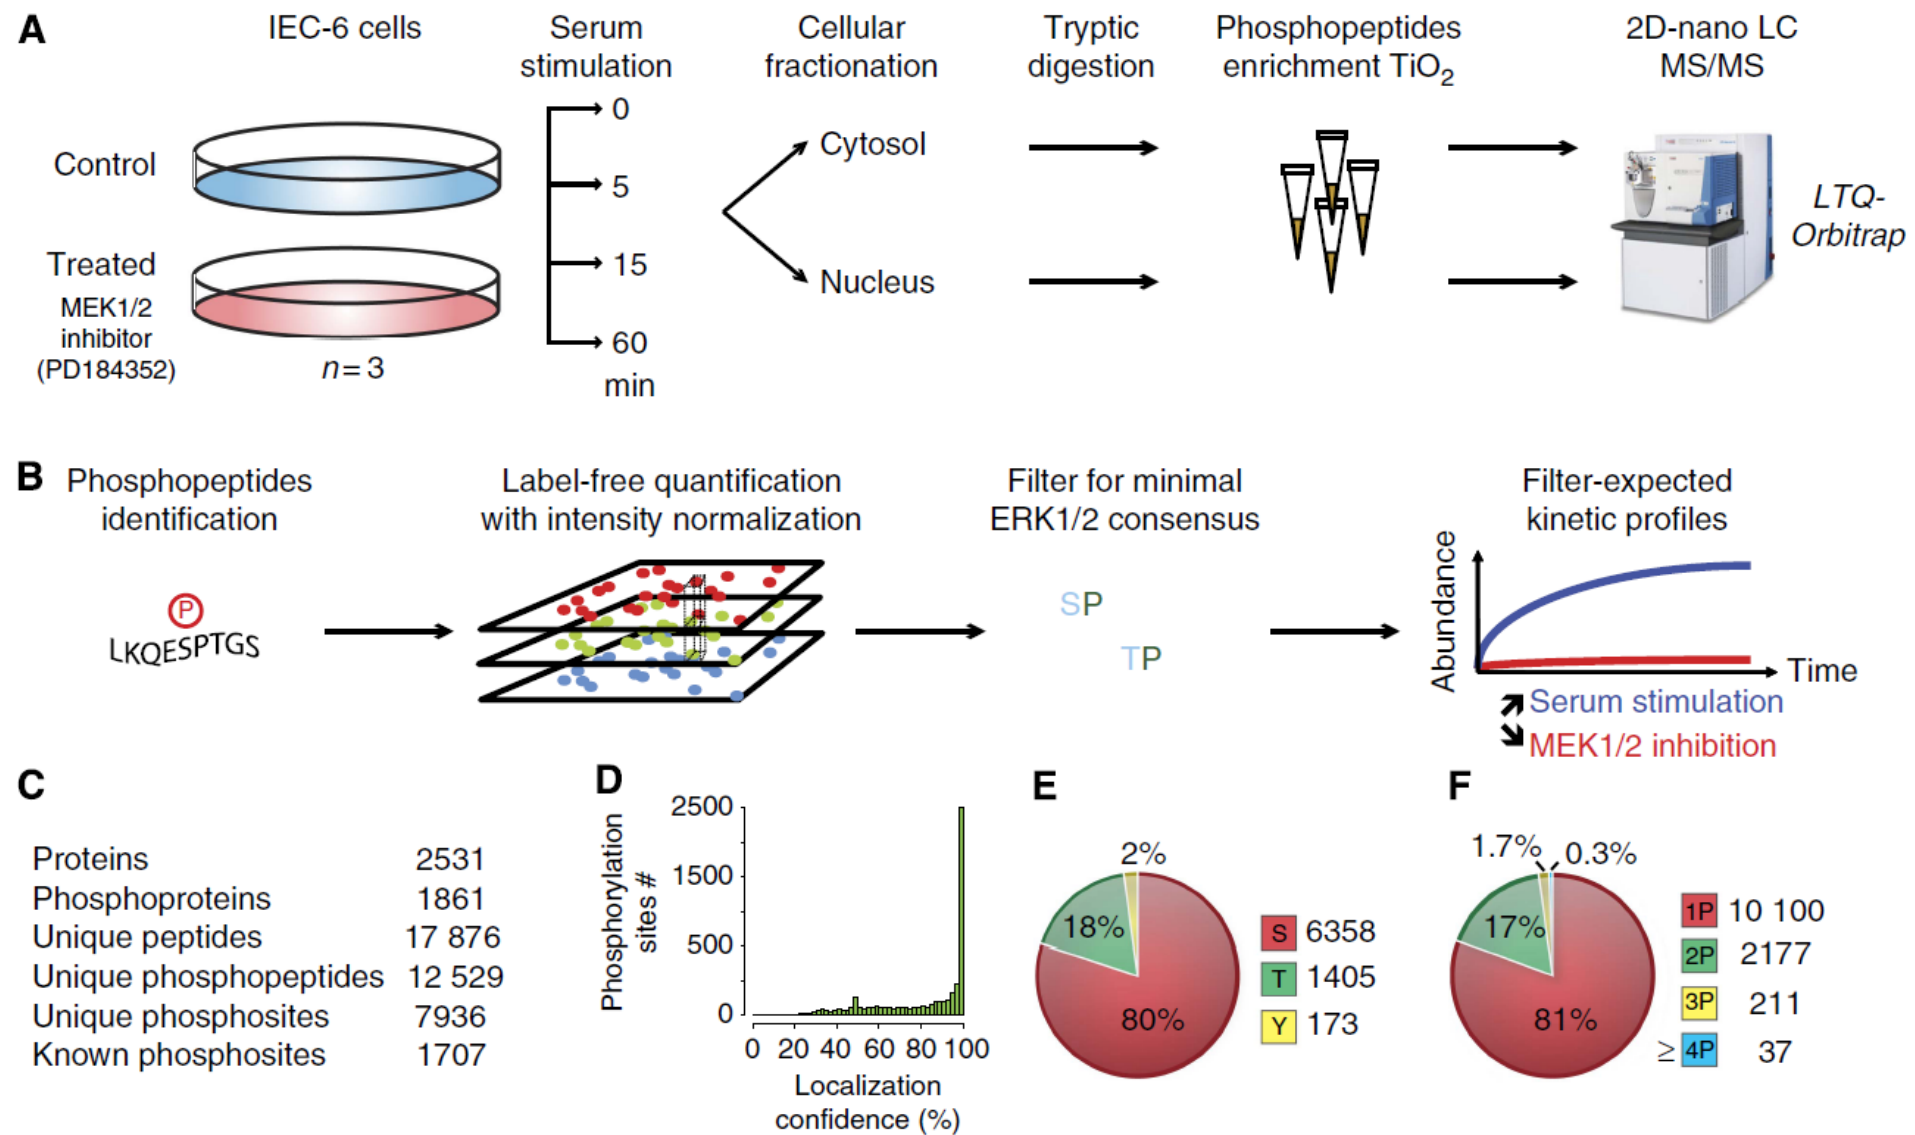 A
IEC-6 cells
Serum
stimulation
Cellular
fractionation
Tryptic
digestion
Phosphopeptides
enrichment TiO2
2D-nano LC
MS/MS
Control
Treated
MEK1/2
inhibitor
(PD184352)
n= 3
0
5
15
60
min
Cytosol
Nucleus
LTQ-
Orbitrap
B
Phosphopeptides
identification
Label-free quantification
with intensity normalization
Filter for minimal
ERK1/2 consensus
Filter-expected
kinetic profiles
P
LKQESPTGS
SP
TP
Abundance
Time
Serum stimulation
MEK1/2 inhibition
C
Proteins 2531
Phosphoproteins 1861
Unique peptides 17 876
Unique phosphopeptides 12 529
Unique phosphosites 7936
Known phosphosites 1707
D
Phosphorylation
sites #
2500
1500
500
0
0 20 40 60 80 100
Localization
confidence (%)
E
2%
18%
80%
S 6358
T 1405
Y 173
F
1.7% 0.3%
17%
81%
1P 10 100
2P 2177
3P 211
≥ 4P 37